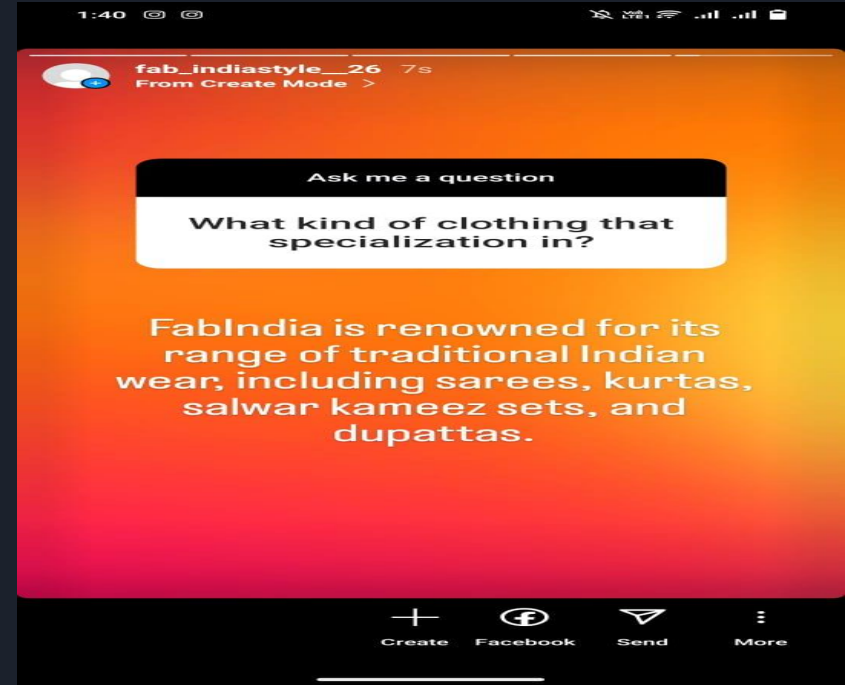 1:40
fab_indiastyle__26 7s
From Create Mode >
Ask me a question
What kind of clothing that
specialization in?
FabIndia is renowned for its
range of traditional Indian
wear, including sarees, kurtas,
salwar kameez sets, and
dupattas.
Create Facebook Send More